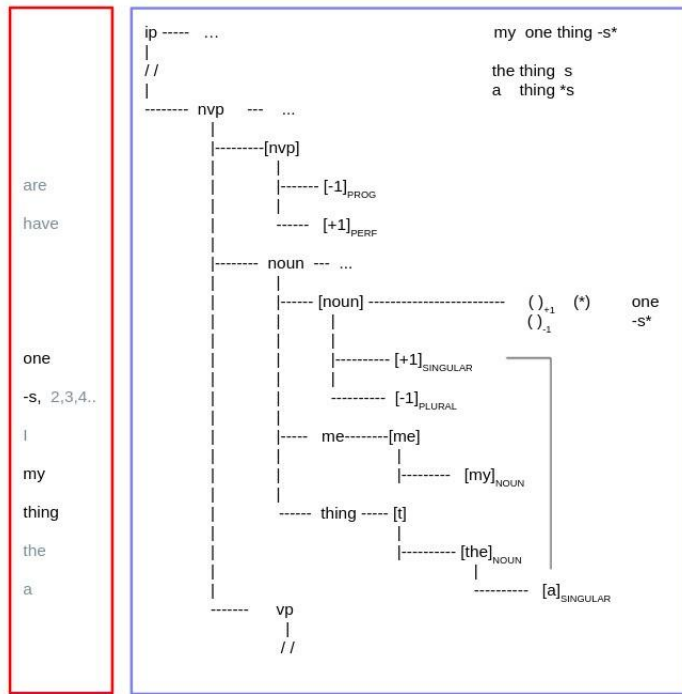 ip ----- ... my one thing -s*
/ / the thing s
a thing *s
-------- nvp --- ...
---------[nvp]
are ------- [-1]PROG
have ------ [+1]PERF
-------- noun --- ...
------ [noun] ------------------------- ( )+1 (*) one
( )-1 -s*
one ---------- [+1]SINGULAR
-s, 2,3,4.. ---------- [-1]PLURAL
I ----- me--------[me]
my --------- [my]NOUN
thing ------ thing ----- [t]
the ---------- [the]NOUN
a ---------- [a]SINGULAR
------- vp
/ /